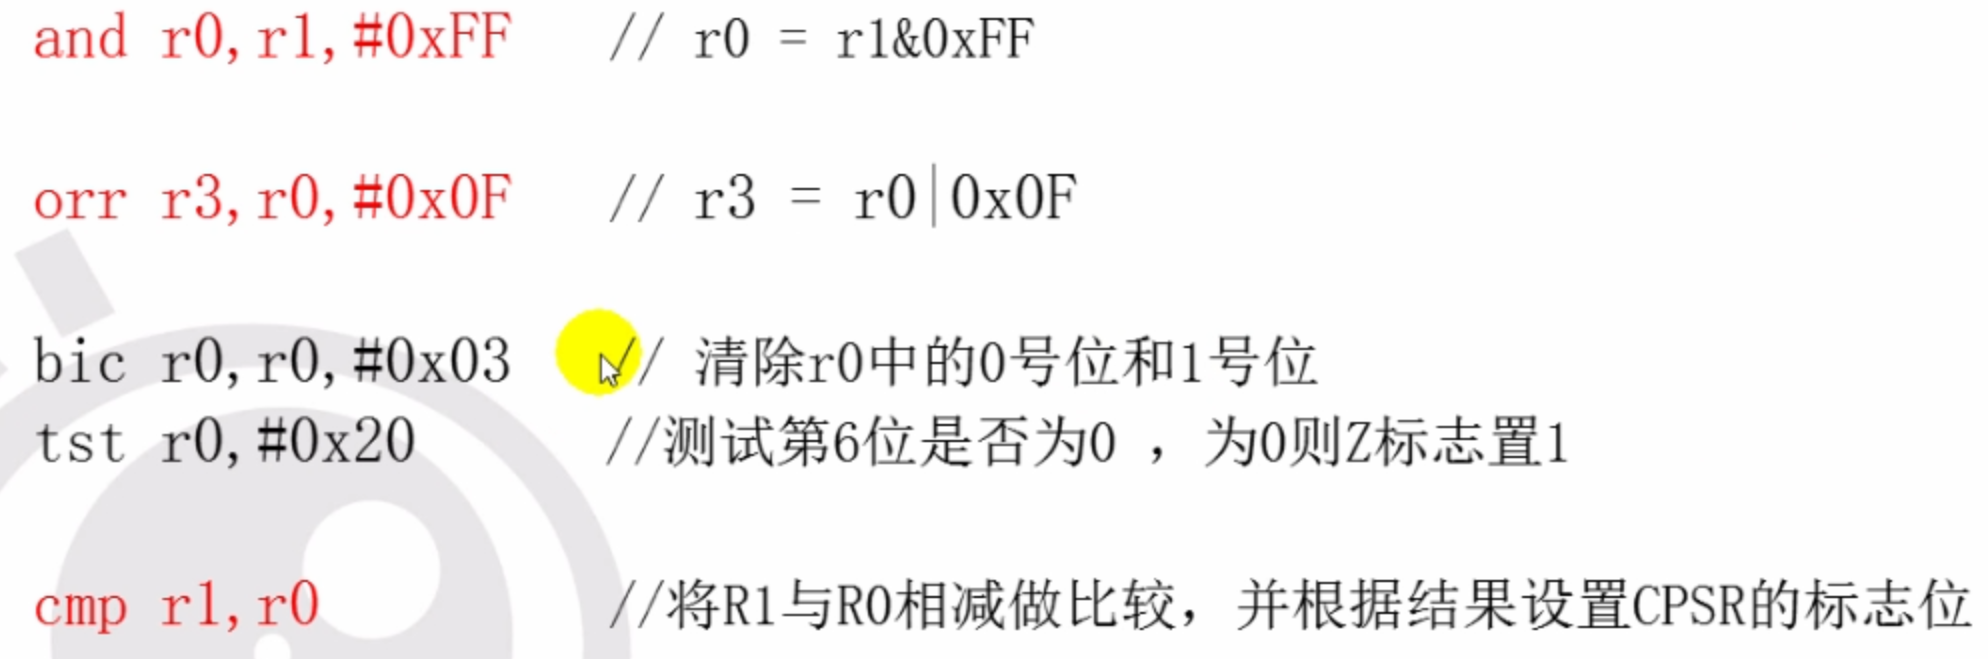 and r0,r1,#0xFF // r0 = r1&0xFF
orr r3,r0,#0x0F // r3 = r0|0x0F
bic r0,r0,#0x03 // 清除r0中的0号位和1号位
tst r0,#0x20 //测试第6位是否为0 ，为0则Z标志置1
cmp r1,r0 //将R1与R0相减做比较，并根据结果设置CPSR的标志位